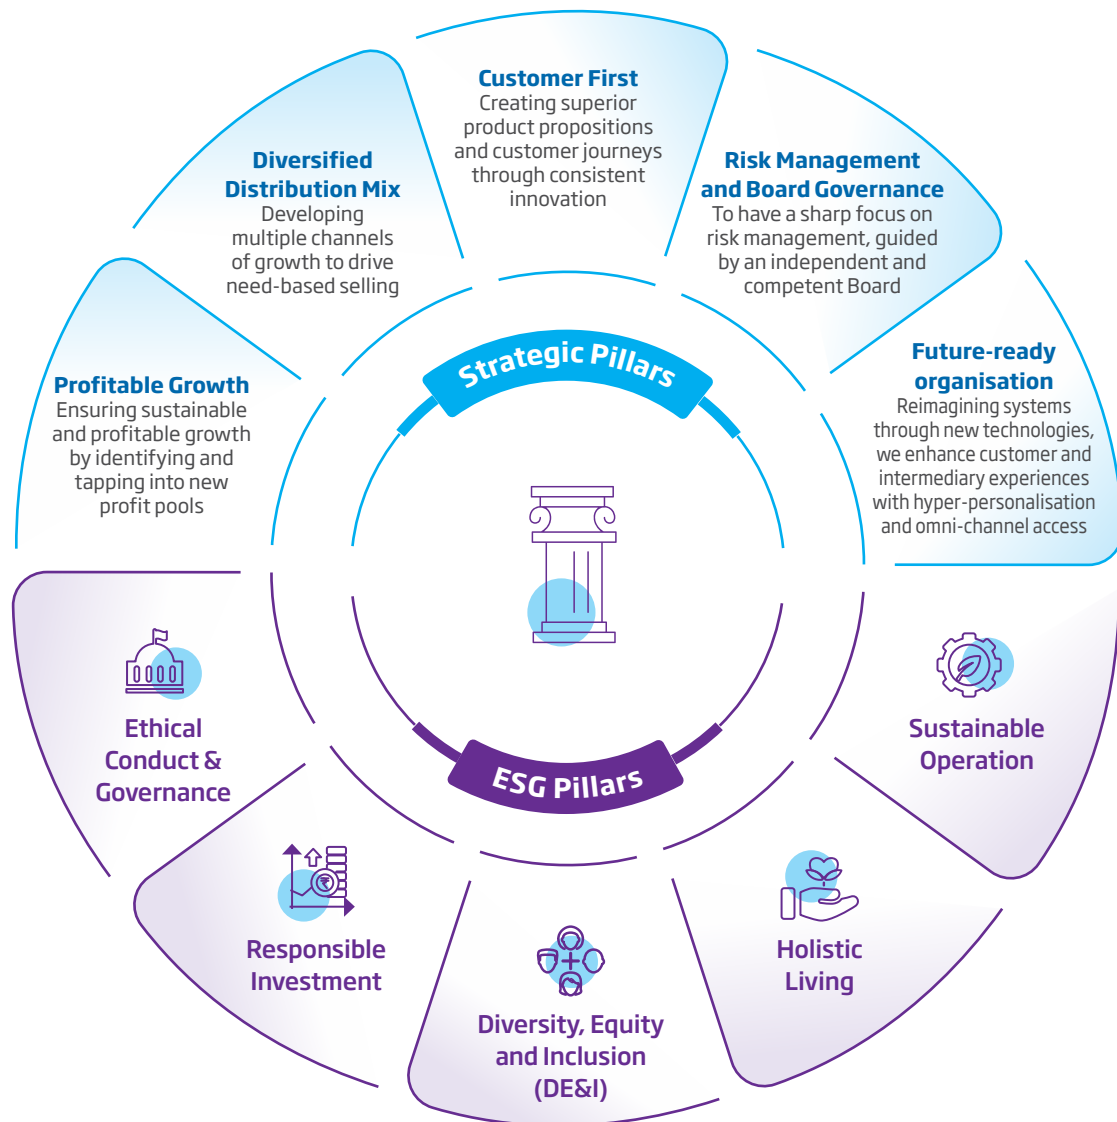 Customer First
Creating superior
product propositions
and customer journeys
through consistent
innovation
Diversified
Distribution Mix
Developing
multiple channels
of growth to drive
need-based selling
Risk Management
and Board Governance
To have a sharp focus on
risk management, guided
by an independent and
competent Board
Profitable Growth
Ensuring sustainable
and profitable growth
by identifying and
tapping into new
profit pools
Future-ready
organisation
Reimagining systems
through new technologies,
we enhance customer and
intermediary experiences
with hyper-personalisation
and omni-channel access
Strategic Pillars
ESG Pillars
Ethical
Conduct &
Governance
Sustainable
Operation
₹
Responsible
Investment
Holistic
Living
Diversity, Equity
and Inclusion
(DE&I)